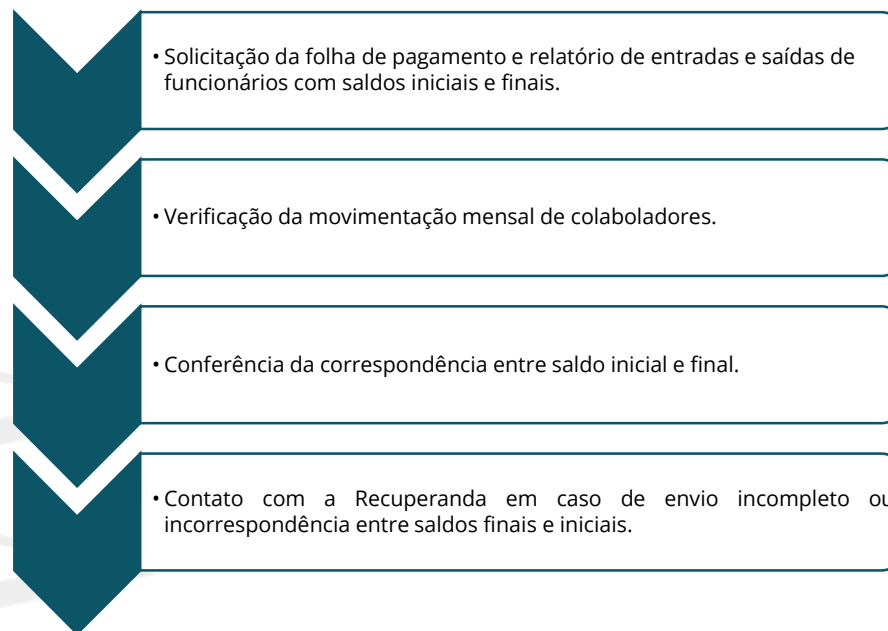 • Solicitação da folha de pagamento e relatório de entradas e saídas de
funcionários com saldos iniciais e finais.
• Verificação da movimentação mensal de colaboladores.
• Conferência da correspondência entre saldo inicial e final.
• Contato com a Recuperanda em caso de envio incompleto ou
incorrespondência entre saldos finais e iniciais.